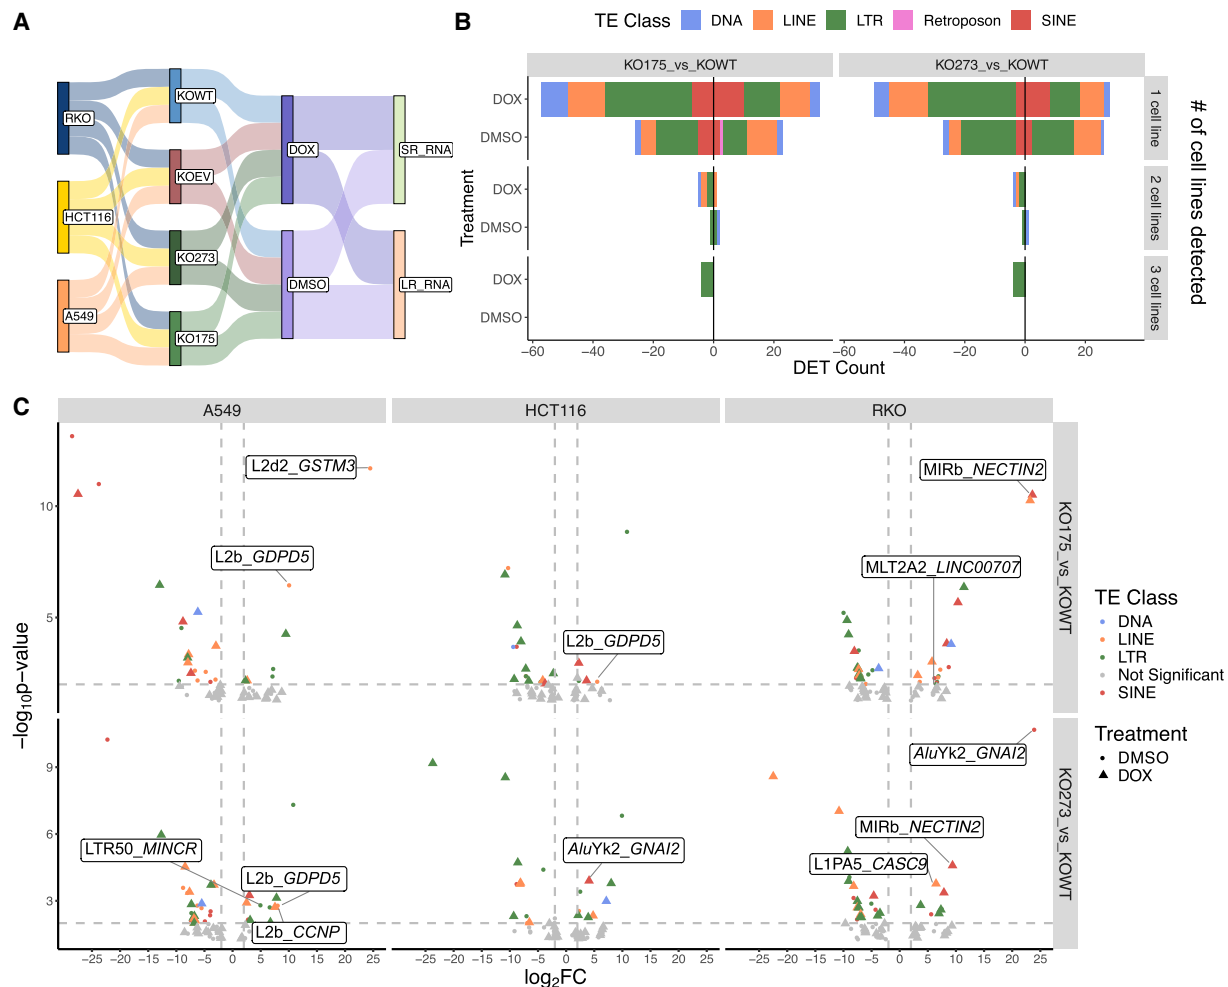 A
RKO
HCT116
A549
KOWT
KOEV
KO273
KO175
DOX
DMSO
SR_RNA
LR_RNA
B
TE Class DNA LINE LTR Retroposon SINE
KO175_vs_KOWT KO273_vs_KOWT
Treatment
DOX
DMSO
DOX
DMSO
DOX
DMSO
1 cell line
2 cell lines
3 cell lines
# of cell lines detected
−60 −40 −20 0 20 −60 −40 −20 0 20
DET Count
C
A549 HCT116 RKO
−log10p−value
10
5
L2d2_GSTM3
L2b_GDPD5
L2b_GDPD5
MIRb_NECTIN2
MLT2A2_LINC00707
KO175_vs_KOWT
9
6
3
LTR50_MINCR
L2b_GDPD5
L2b_CCNP
AluYk2_GNAI2
AluYk2_GNAI2
MIRb_NECTIN2
L1PA5_CASC9
KO273_vs_KOWT
−25 −20 −15 −10 −5 0 5 10 15 20 25 −25 −20 −15 −10 −5 0 5 10 15 20 25 −25 −20 −15 −10 −5 0 5 10 15 20 25
log2FC
TE Class
DNA
LINE
LTR
Not Significant
SINE
Treatment
DMSO
DOX